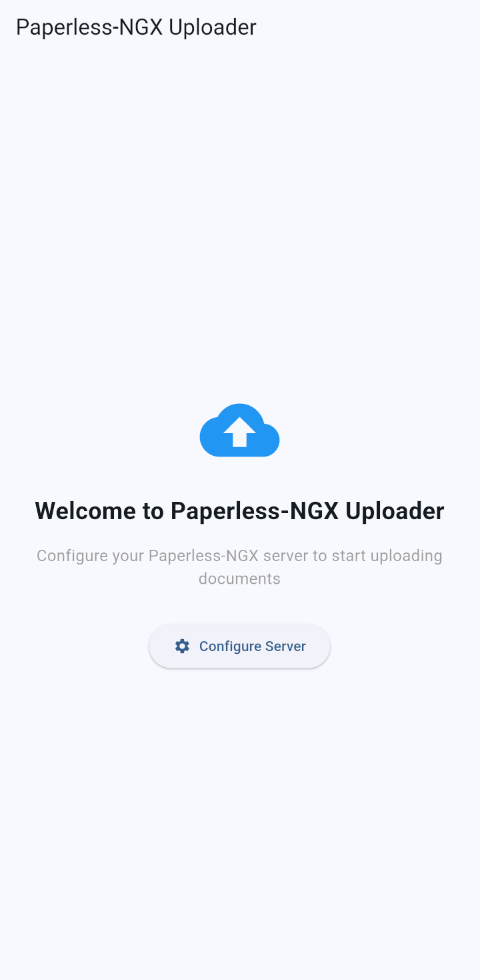 Paperless-NGX Uploader
Welcome to Paperless-NGX Uploader
Configure your Paperless-NGX server to start uploading
documents
Configure Server